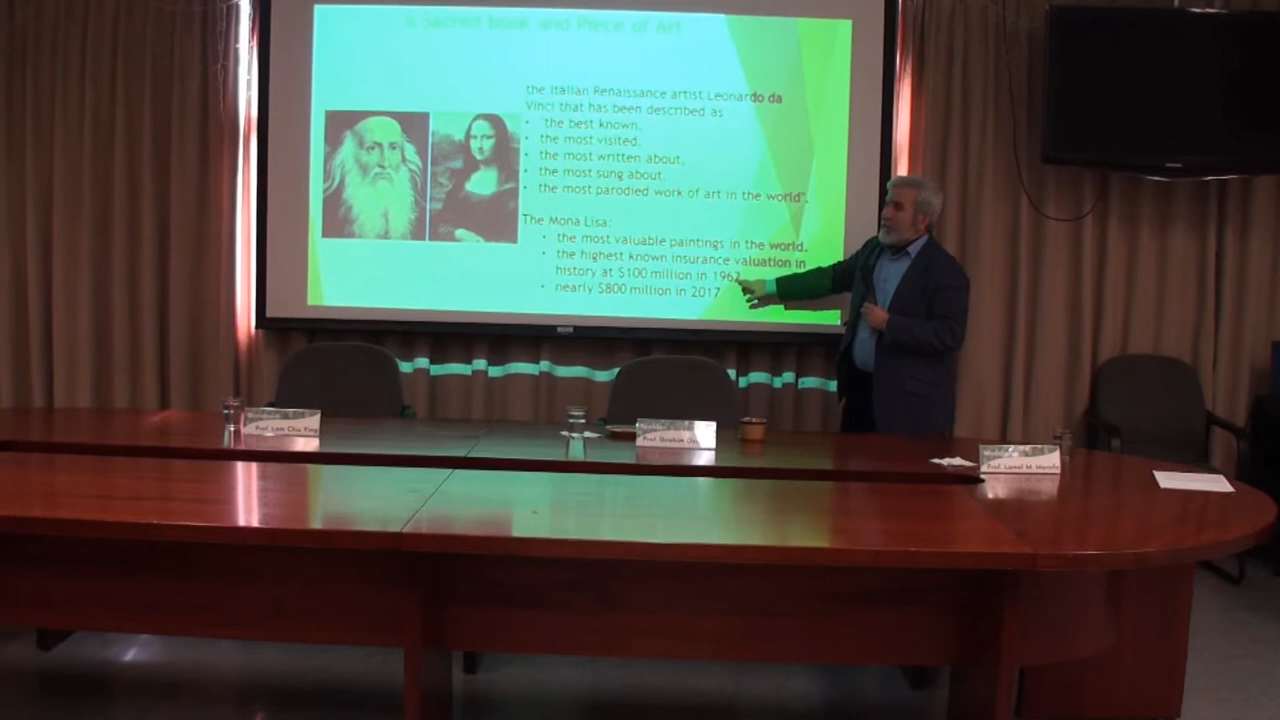 A Sacred book and Piece of Art
the Italian Renaissance artist Leonardo da
Vinci that has been described as
• "the best known,
• the most visited,
• the most written about,
• the most sung about,
• the most parodied work of art in the world".
The Mona Lisa:
• the most valuable paintings in the world.
• the highest known insurance valuation in
history at $100 million in 1962
• nearly $800 million in 2017
Prof. Lam Chiu Ying
Prof. Ibrahim
Prof. Lamel M.